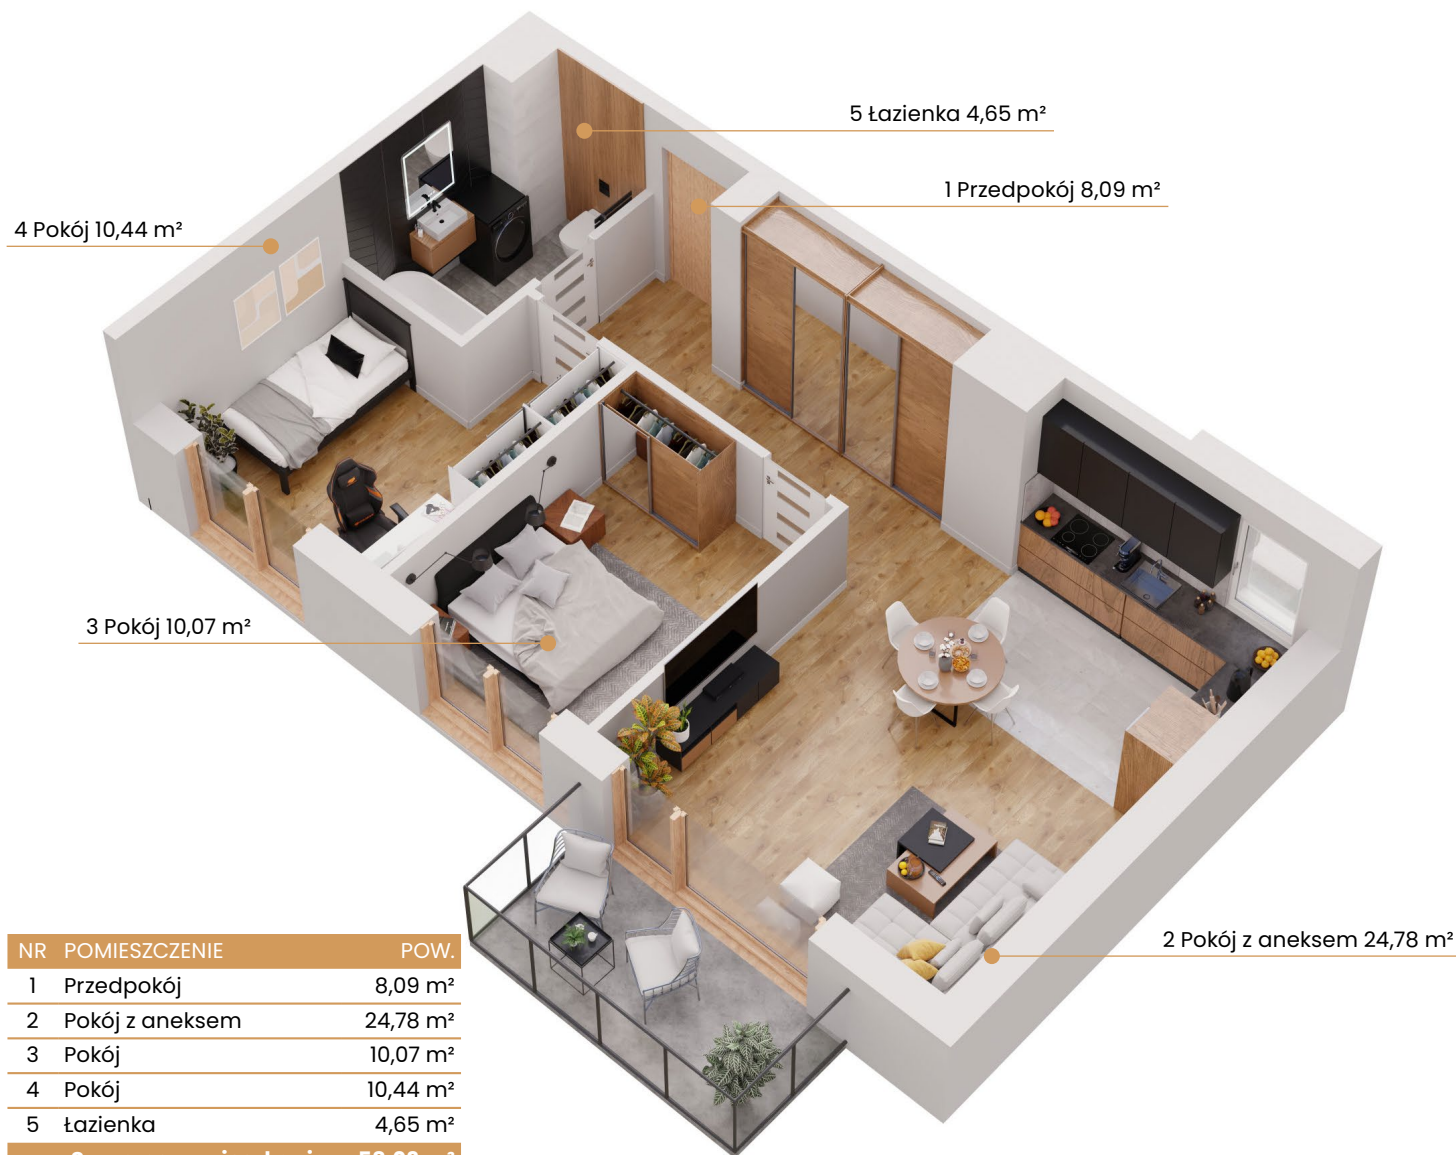 5 Łazienka 4,65 m²
1 Przedpokój 8,09 m²
4 Pokój 10,44 m²
3 Pokój 10,07 m²
2 Pokój z aneksem 24,78 m²
NR POMIESZCZENIE POW.
1 Przedpokój 8,09 m²
2 Pokój z aneksem 24,78 m²
3 Pokój 10,07 m²
4 Pokój 10,44 m²
5 Łazienka 4,65 m²